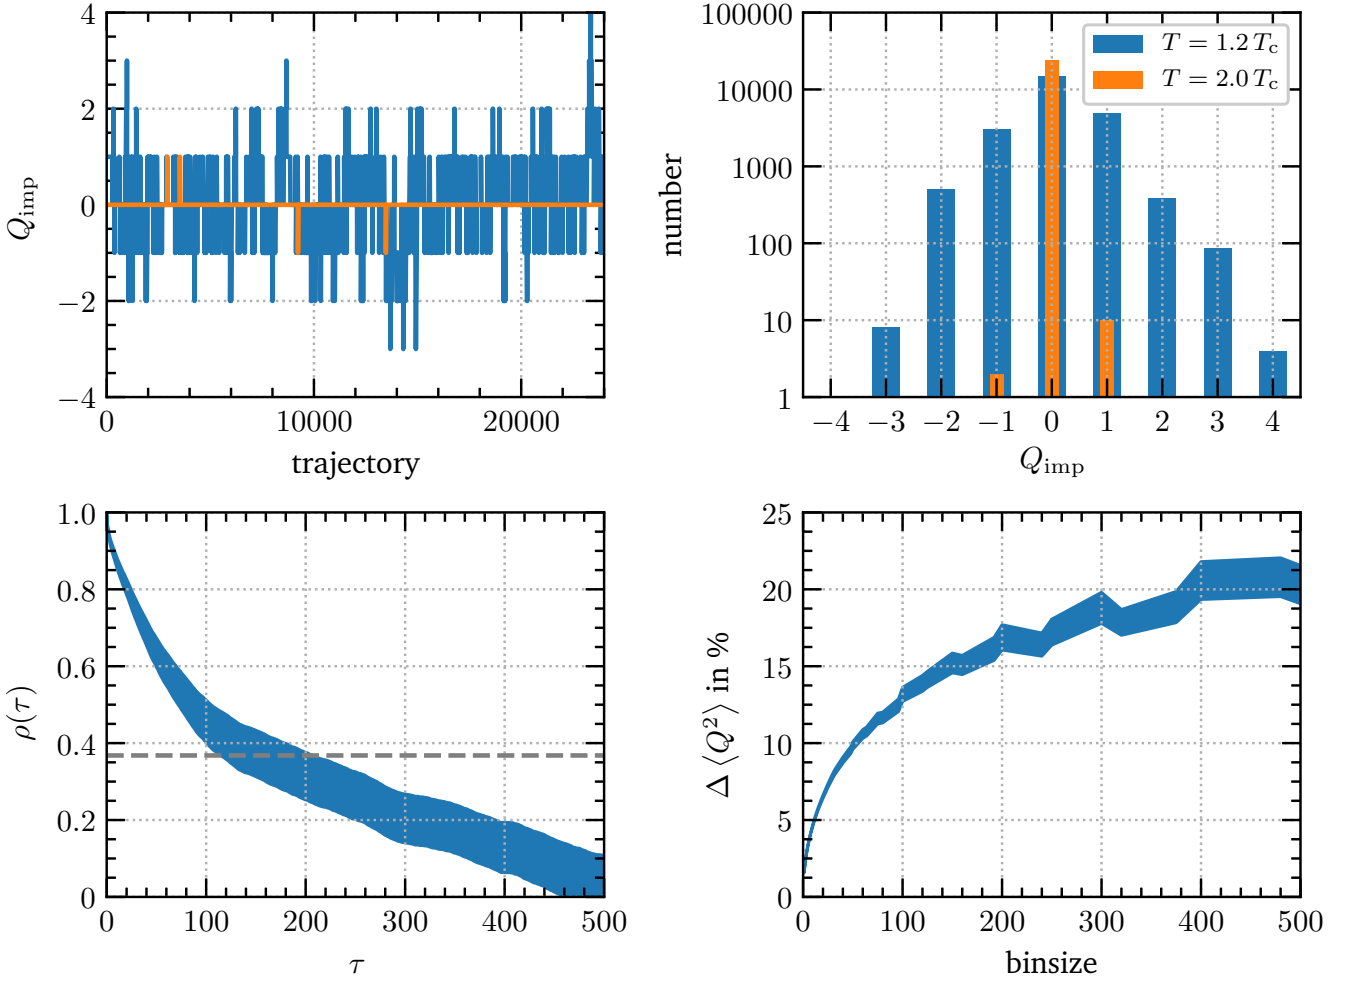 4
2
0
−2
−4
Q_imp
0
10000
20000
trajectory
100000
10000
1000
100
10
1
number
T = 1.2 T_c
T = 2.0 T_c
−4 −3 −2 −1 0 1 2 3 4
Q_imp
1.0
0.8
0.6
0.4
0.2
0
ρ(τ)
0 100 200 300 400 500
τ
25
20
15
10
5
0
Δ ⟨Q²⟩ in %
0 100 200 300 400 500
binsize